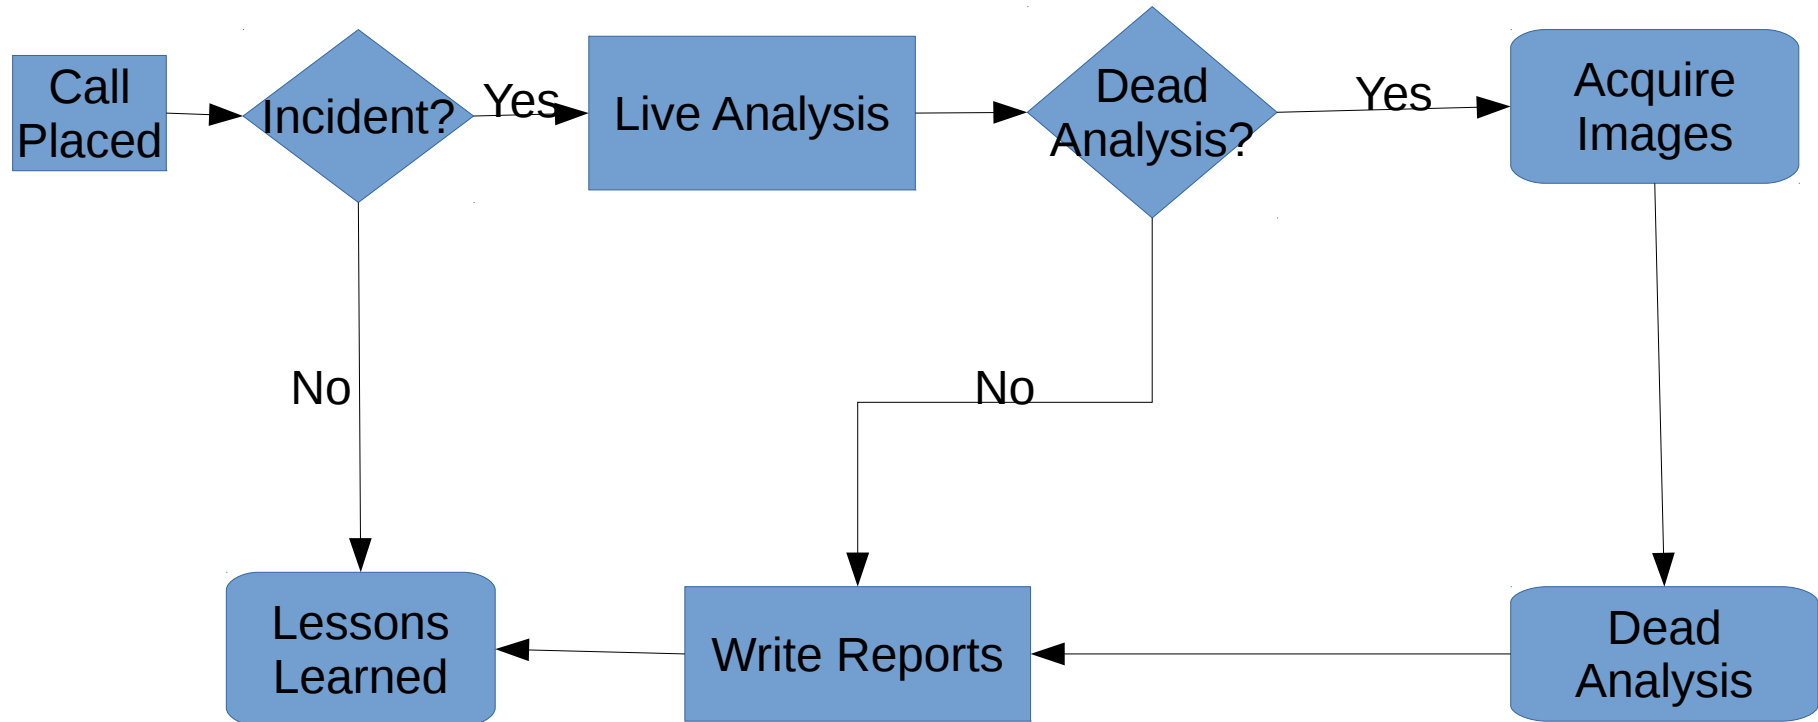 Call
Placed
Incident?
Yes
Live Analysis
Dead
Analysis?
Yes
Acquire
Images
No
No
Lessons
Learned
Write Reports
Dead
Analysis